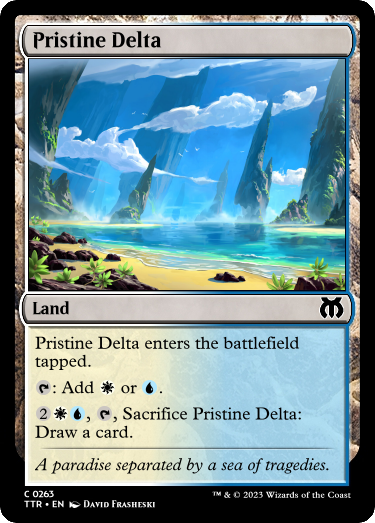 Pristine Delta
Land
Pristine Delta enters the battlefield
tapped.
: Add or .
2 , , Sacrifice Pristine Delta:
Draw a card.
A paradise separated by a sea of tragedies.
C 0263
TTR • EN DAVID FRASHESKI
™ & © 2023 Wizards of the Coast